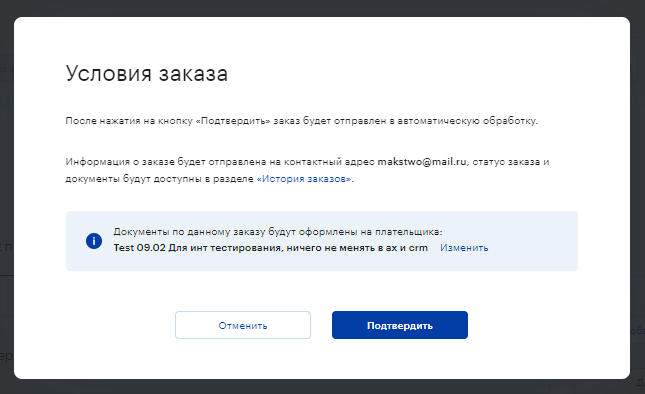 Условия заказа
После нажатия на кнопку «Подтвердить» заказ будет отправлен в автоматическую обработку.
Информация о заказе будет отправлена на контактный адрес makstwo@mail.ru, статус заказа и
документы будут доступны в разделе «История заказов».
Документы по данному заказу будут оформлены на плательщика:
Test 09.02 Для инт тестирования, ничего не менять в ax и crm Изменить
Отменить Подтвердить